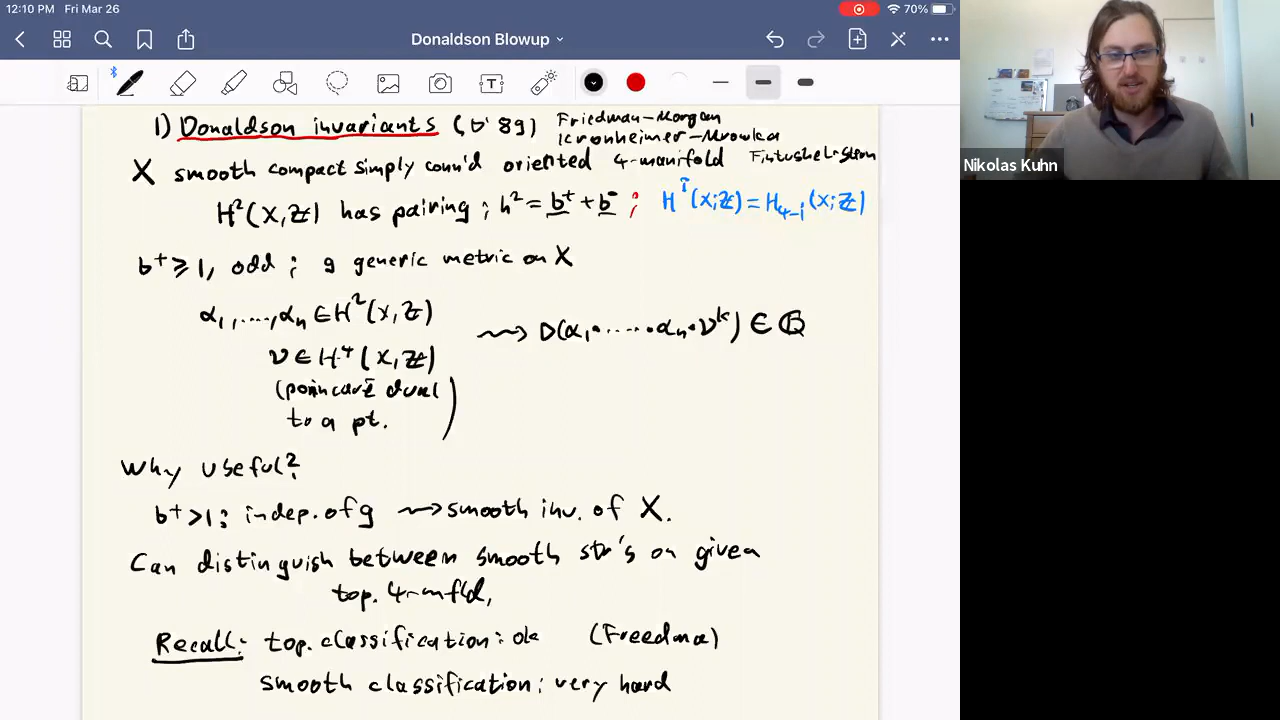 12:10 PM Fri Mar 26
70%
Donaldson Blowup
Nikolas Kuhn
1) Donaldson invariants (D'89) Friedman-Morgan
Kronheimer-Mrowka
X smooth compact simply conn'd oriented 4-manifold Fintushel-Stern
H²(X,ℤ) has pairing; h² = b⁺ + b⁻ ; Hⁱ(X;ℤ) = H₄₋ᵢ(X;ℤ)
b⁺ ≥ 1, odd ; g generic metric on X
α₁,....,αₙ ∈ H²(X,ℤ)
⇝ D(α₁·.....·αₙ·νᵏ) ∈ ℚ
ν ∈ H⁴(X,ℤ)
(poincaré dual
to a pt.)
Why useful?
b⁺>1: indep. of g ⇝ smooth inv. of X.
Can distinguish between smooth str's on given
top. 4-mfld,
Recall: top. classification: ok (Freedma)
smooth classification: very hard